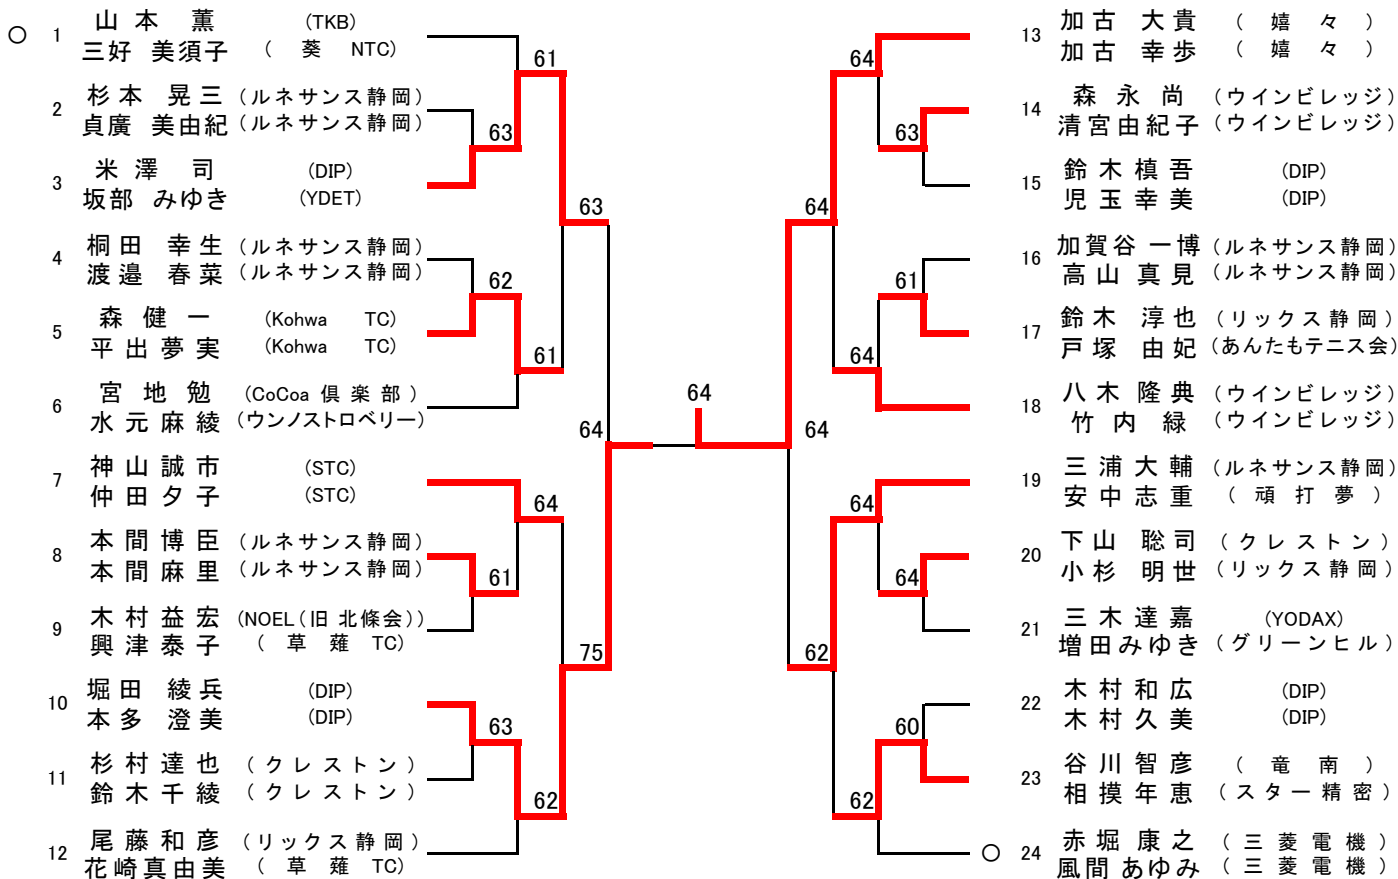 ○ 1 山本 薫 (TKB)
三好 美須子 (葵 NTC)
2 杉本 晃三 (ルネサンス静岡)
貞廣 美由紀 (ルネサンス静岡)
3 米澤 司 (DIP)
坂部 みゆき (YDET)
4 桐田 幸生 (ルネサンス静岡)
渡邉 春菜 (ルネサンス静岡)
5 森健一 (Kohwa TC)
平出夢実 (Kohwa TC)
6 宮地勉 (CoCoa倶楽部)
水元麻綾 (ウンノストロベリー)
7 神山誠市 (STC)
仲田夕子 (STC)
8 本間博臣 (ルネサンス静岡)
本間麻里 (ルネサンス静岡)
9 木村益宏 (NOEL(旧 北條会))
興津泰子 (草薙 TC)
10 堀田 綾兵 (DIP)
本多 澄美 (DIP)
11 杉村達也 (クレストン)
鈴木千綾 (クレストン)
12 尾藤和彦 (リックス静岡)
花崎真由美 (草薙 TC)
61
63
63
62
61
64
64
61
75
63
62
64
64
63
64
61
64
64
64
64
62
60
62
13 加古 大貴 (嬉々)
加古 幸歩 (嬉々)
14 森永尚 (ウインビレッジ)
清宮由紀子 (ウインビレッジ)
15 鈴木槙吾 (DIP)
児玉幸美 (DIP)
16 加賀谷 一博 (ルネサンス静岡)
高山真見 (ルネサンス静岡)
17 鈴木 淳也 (リックス静岡)
戸塚 由妃 (あんたもテニス会)
18 八木隆典 (ウインビレッジ)
竹内緑 (ウインビレッジ)
19 三浦大輔 (ルネサンス静岡)
安中志重 (頑打夢)
20 下山 聡司 (クレストン)
小杉 明世 (リックス静岡)
21 三木達嘉 (YODAX)
増田みゆき (グリーンヒル)
22 木村和広 (DIP)
木村久美 (DIP)
23 谷川智彦 (竜南)
相摸年恵 (スター精密)
○ 24 赤堀康之 (三菱電機)
風間 あゆみ (三菱電機)